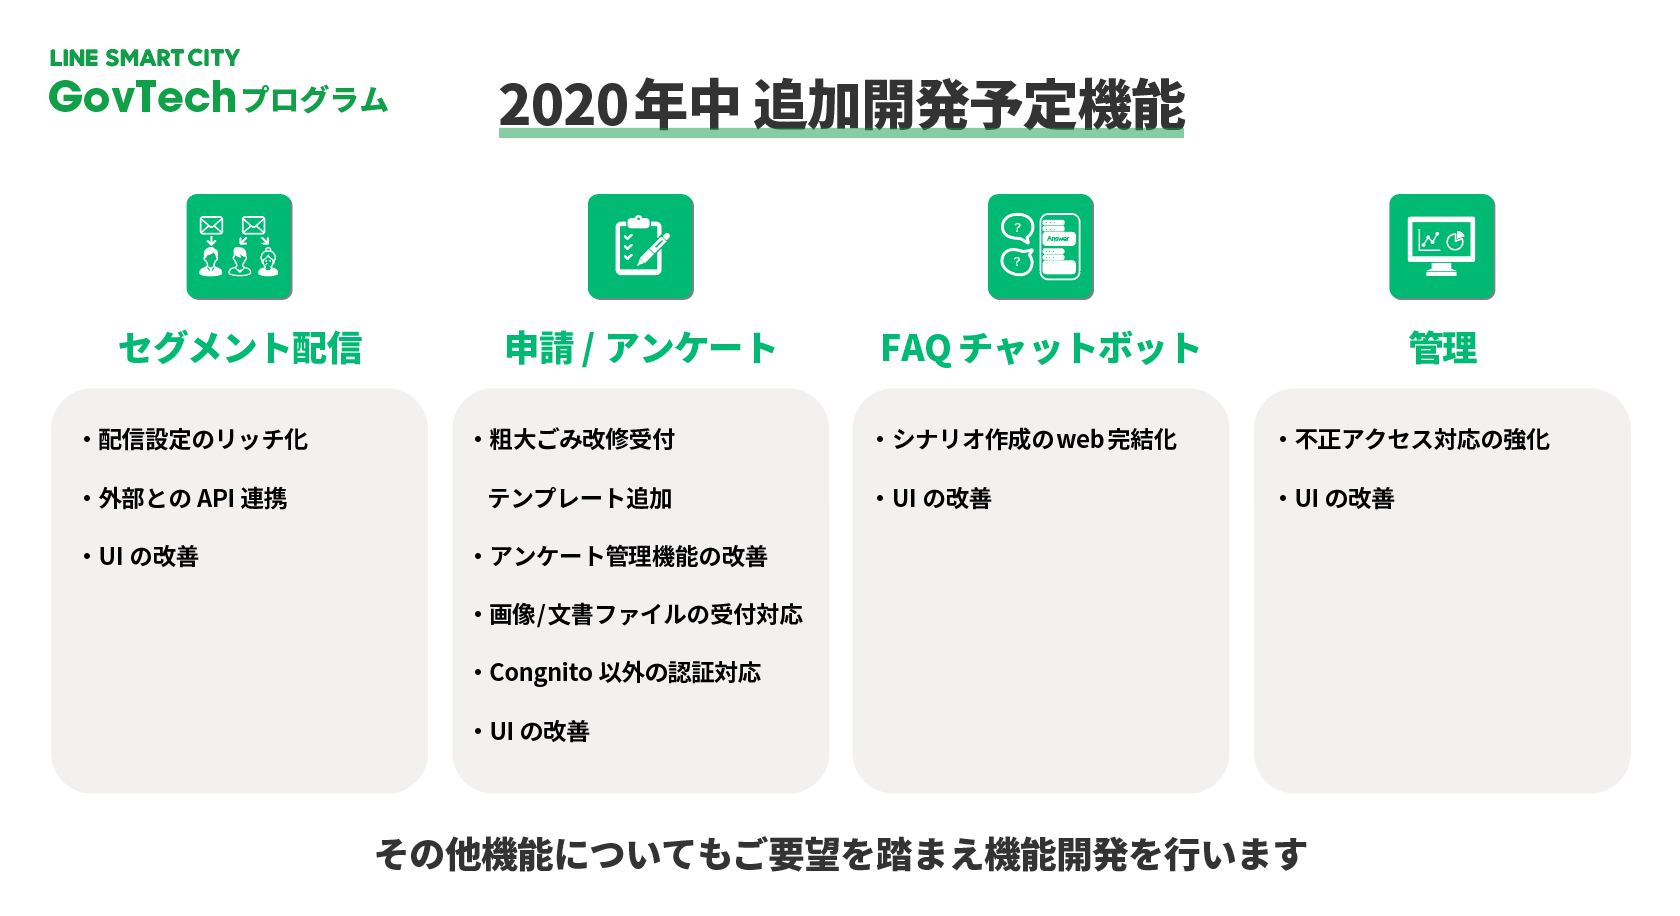 LINE SMART CITY
GovTechプログラム
2020年中 追加開発予定機能
?
?
Answer
セグメント配信
申請 / アンケート
FAQ チャットボット
管理
・配信設定のリッチ化
・外部との API 連携
・UI の改善
・粗大ごみ改修受付
テンプレート追加
・アンケート管理機能の改善
・画像/文書ファイルの受付対応
・Congnito 以外の認証対応
・UI の改善
・シナリオ作成のweb完結化
・UI の改善
・不正アクセス対応の強化
・UI の改善
その他機能についてもご要望を踏まえ機能開発を行います